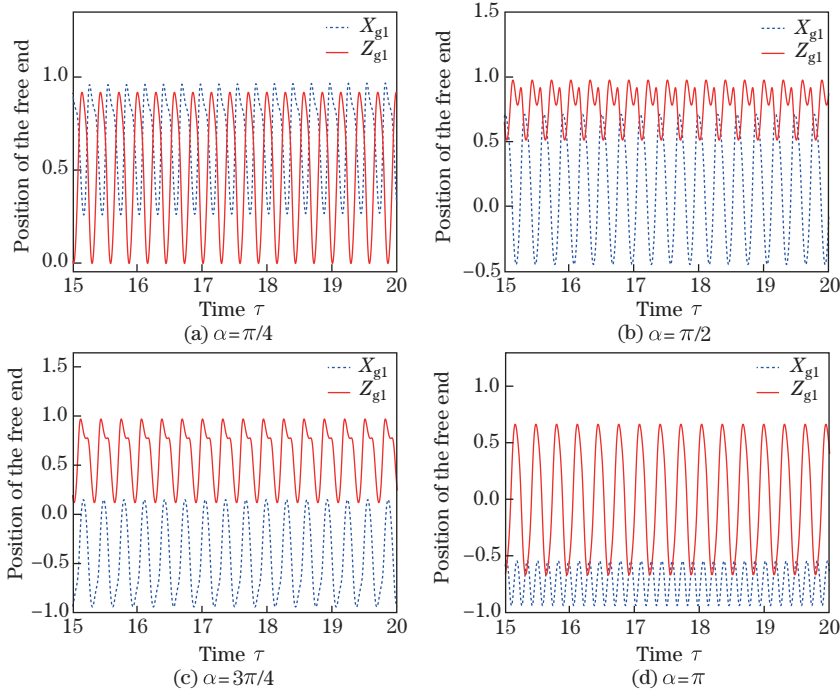 X_g1
Z_g1
Position of the free end
1.0
0.5
0.0
15 16 17 18 19 20
Time τ
(a) α=π/4
X_g1
Z_g1
Position of the free end
1.5
1.0
0.5
0.0
−0.5
15 16 17 18 19 20
Time τ
(b) α=π/2
X_g1
Z_g1
Position of the free end
1.5
1.0
0.5
0.0
−0.5
−1.0
15 16 17 18 19 20
Time τ
(c) α=3π/4
X_g1
Z_g1
Position of the free end
1.0
0.5
0.0
−0.5
−1.0
15 16 17 18 19 20
Time τ
(d) α=π